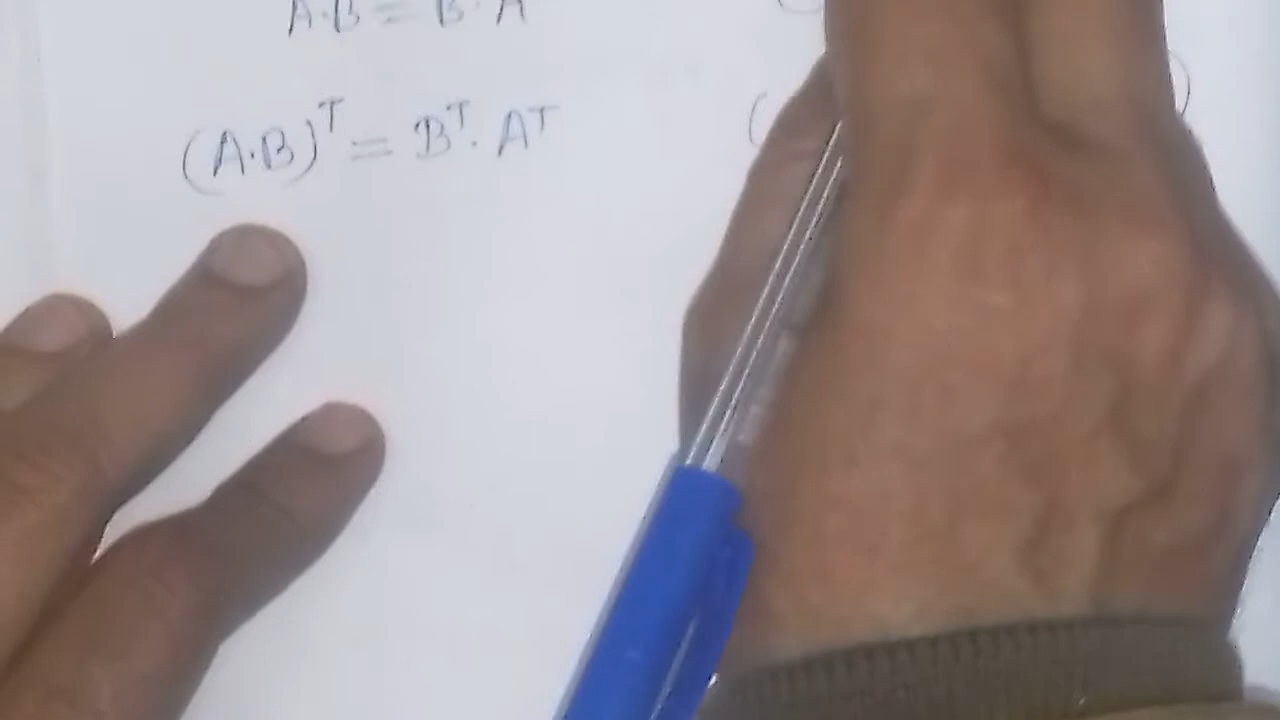 A·B = B·A
(A·B)ᵀ = Bᵀ·Aᵀ
(
)